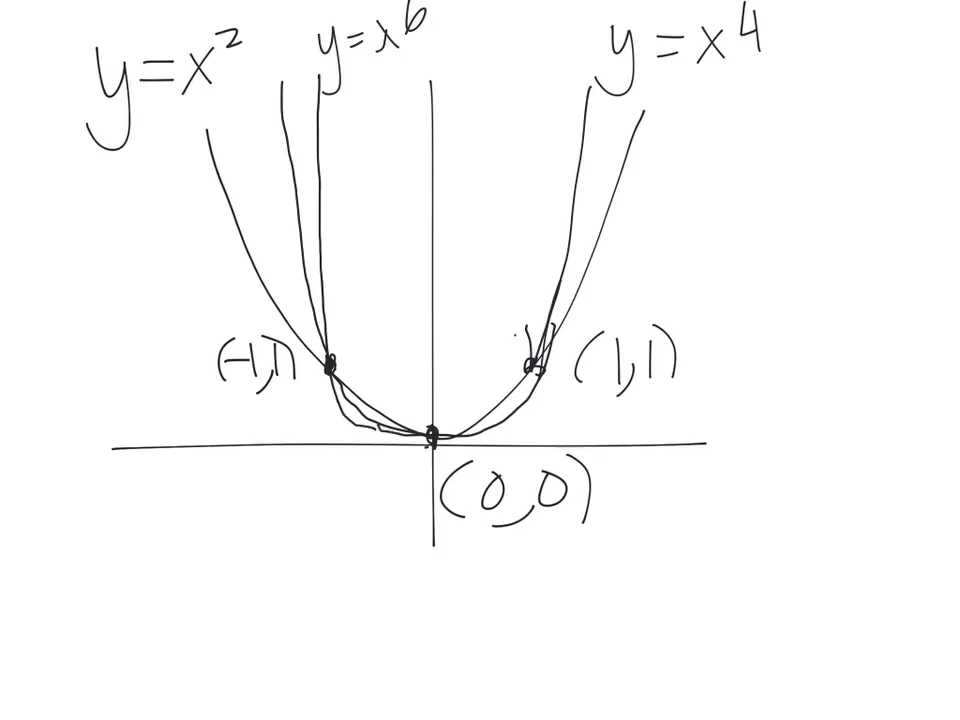 y=x²
y=x⁶
y=x⁴
(-1,1)
(1,1)
(0,0)